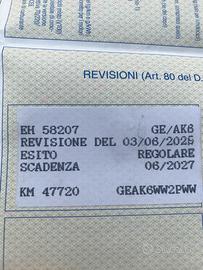 REVISIONI (Art. 80 del D.
EH 58207 GE/AK6
REVISIONE DEL 03/06/2025
ESITO REGOLARE
SCADENZA 06/2027
KM 47720 GEAK6WW2PWW